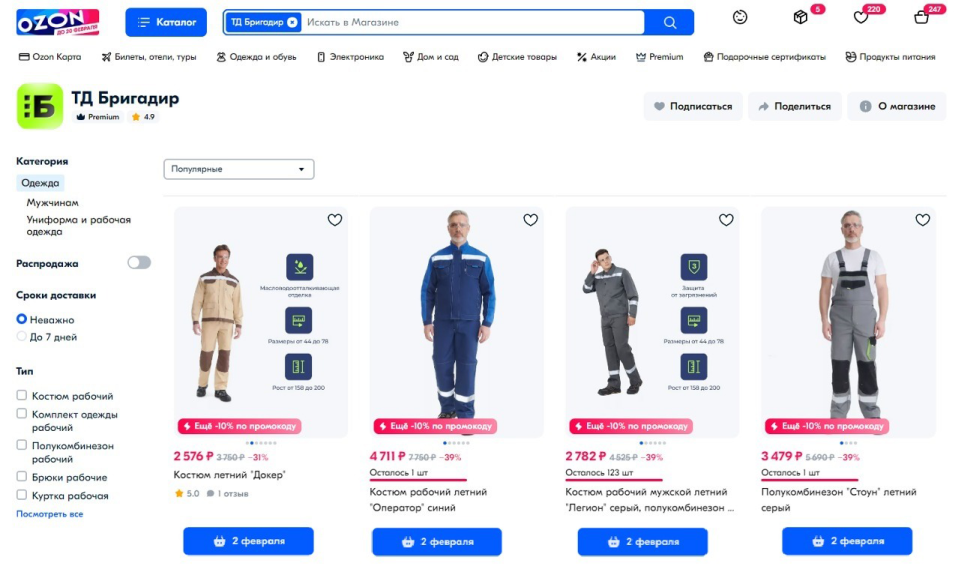 OZON
ДО 20 ФЕВРАЛЯ
Каталог
ТД Бригадир
Искать в Магазине
5
220
247
Ozon Карта
Билеты, отели, туры
Одежда и обувь
Электроника
Дом и сад
Детские товары
Акции
Premium
Подарочные сертификаты
Продукты питания
:Б
ТД Бригадир
Premium
4.9
Подписаться
Поделиться
О магазине
Категория
Одежда
Мужчинам
Униформа и рабочая
одежда
Распродажа
Сроки доставки
Неважно
До 7 дней
Тип
Костюм рабочий
Комплект одежды
рабочий
Полукомбинезон
рабочий
Брюки рабочие
Куртка рабочая
Посмотреть все
Популярные
Масловодоотталкивающая
отделка
Размеры от 44 до 78
Рост от 158 до 200
Ещё -10% по промокоду
2 576 ₽ 3 750 ₽ −31%
Костюм летний "Докер"
5.0 1 отзыв
2 февраля
Ещё -10% по промокоду
4 711 ₽ 7 750 ₽ −39%
Осталось 1 шт
Костюм рабочий летний
"Оператор" синий
2 февраля
3
Защита
от загрязнений
Размеры от 44 до 78
Рост от 158 до 200
Ещё -10% по промокоду
2 782 ₽ 4 525 ₽ −39%
Осталось 123 шт
Костюм рабочий мужской летний
"Легион" серый, полукомбинезон ...
2 февраля
Ещё -10% по промокоду
3 479 ₽ 5 690 ₽ −39%
Осталось 1 шт
Полукомбинезон "Стоун" летний
серый
2 февраля